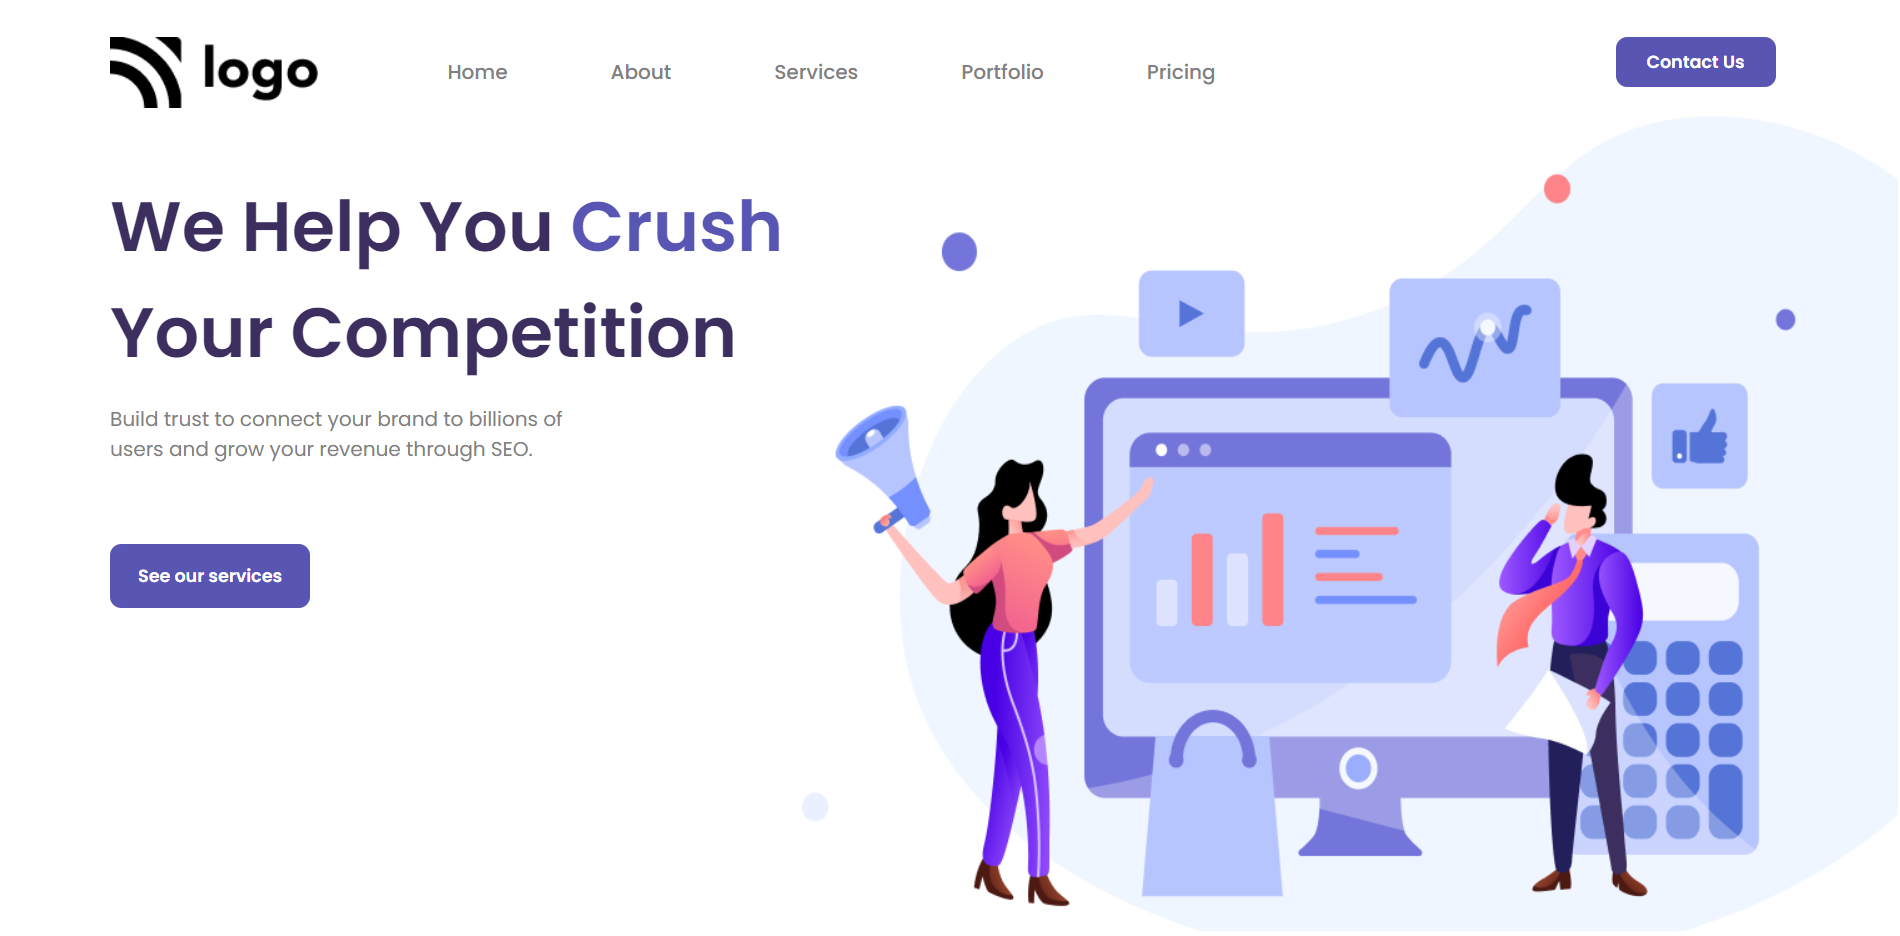 logo
Home
About
Services
Portfolio
Pricing
Contact Us
We Help You Crush
Your Competition
Build trust to connect your brand to billions of
users and grow your revenue through SEO.
See our services